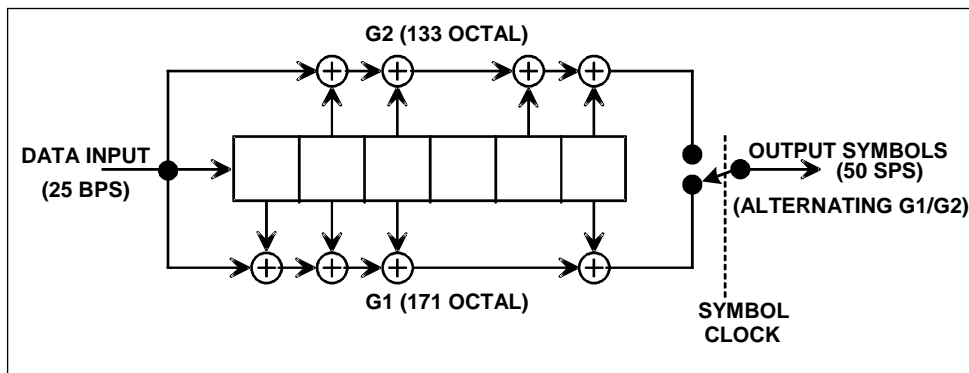 G2 (133 OCTAL)
DATA INPUT
(25 BPS)
OUTPUT SYMBOLS
(50 SPS)
(ALTERNATING G1/G2)
G1 (171 OCTAL)
SYMBOL
CLOCK